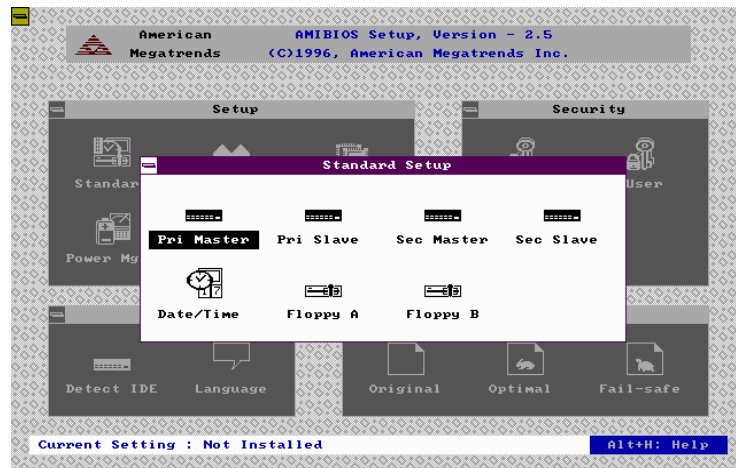 American
Megatrends
AMIBIOS Setup, Version - 2.5
(C)1996, American Megatrends Inc.
Setup
Security
Standar
User
Power Mg
Standard Setup
Pri Master
Pri Slave
Sec Master
Sec Slave
Date/Time
Floppy A
Floppy B
Detect IDE
Language
Original
Optimal
Fail-safe
Current Setting : Not Installed
Alt+H: Help